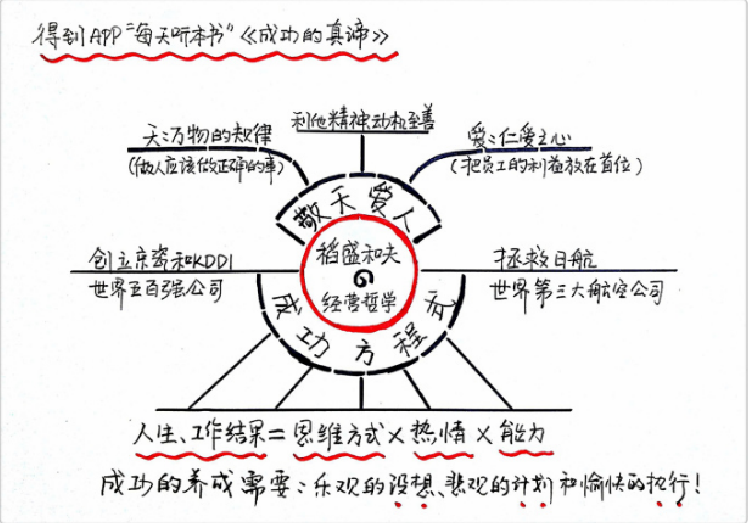 得到APP“每天听本书”《成功的真谛》
利他精神动机至善
天:万物的规律
(做人应该做正确的事)
爱:仁爱之心
(把员工的利益放在首位)
敬天爱人
稻盛和夫
の
经营哲学
创立京瓷和KDDI
世界五百强公司
拯救日航
世界第三大航空公司
成功方程式
人生、工作结果=思维方式×热情×能力
成功的养成需要:乐观的设想、悲观的计划和愉快的执行!